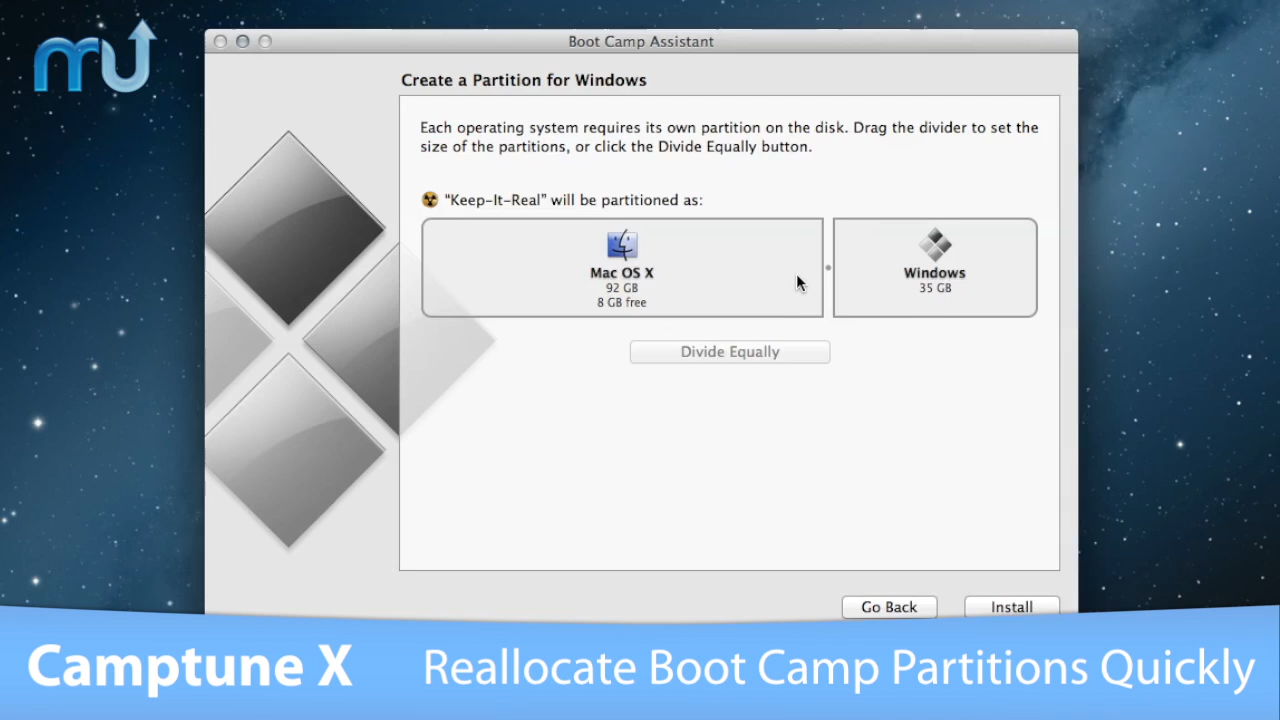 MU
Boot Camp Assistant
Create a Partition for Windows
Each operating system requires its own partition on the disk. Drag the divider to set the
size of the partitions, or click the Divide Equally button.
“Keep-It-Real” will be partitioned as:
Mac OS X
92 GB
8 GB free
Windows
35 GB
Divide Equally
Go Back
Install
Camptune X
Reallocate Boot Camp Partitions Quickly